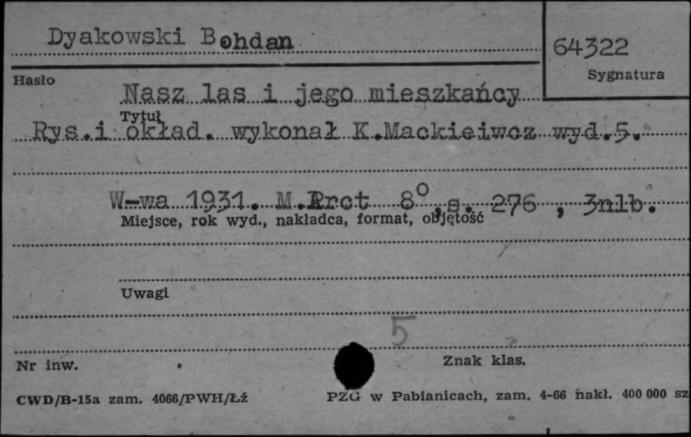 Dyakowski Bohdan
64322
Sygnatura
Hasło
Nasz las i jego mieszkańcy
Tytuł
Rys.i okład. wykonał K.Mackieiwcz wyd.5.
W-wa 1931. M.Arct 8°,s. 276 , 3nlb.
Miejsce, rok wyd., nakładca, format, objętość
Uwagi
5
Nr inw.
Znak klas.
CWD/B-15a zam. 4066/PWH/Łź
PZG w Pabianicach, zam. 4-66 nakł. 400 000 sz